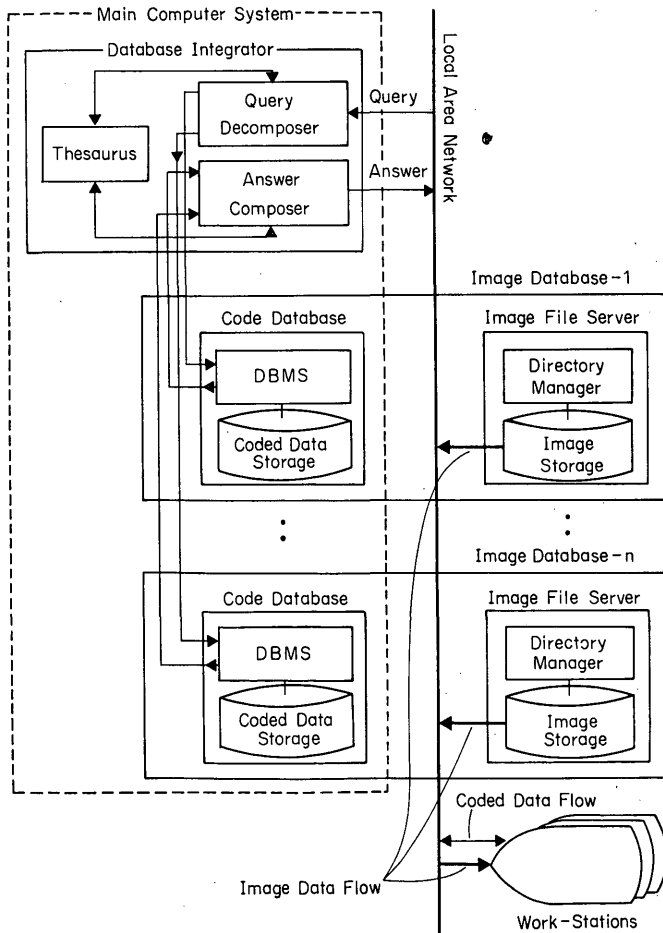 Main Computer System
Database Integrator
Query
Decomposer
Thesaurus
Answer
Composer
Query
Answer
Local Area Network
Image Database-1
Code Database
DBMS
Coded Data
Storage
Image File Server
Directory
Manager
Image
Storage
Image Database-n
Code Database
DBMS
Coded Data
Storage
Image File Server
Directory
Manager
Image
Storage
Coded Data Flow
Image Data Flow
Work-Stations